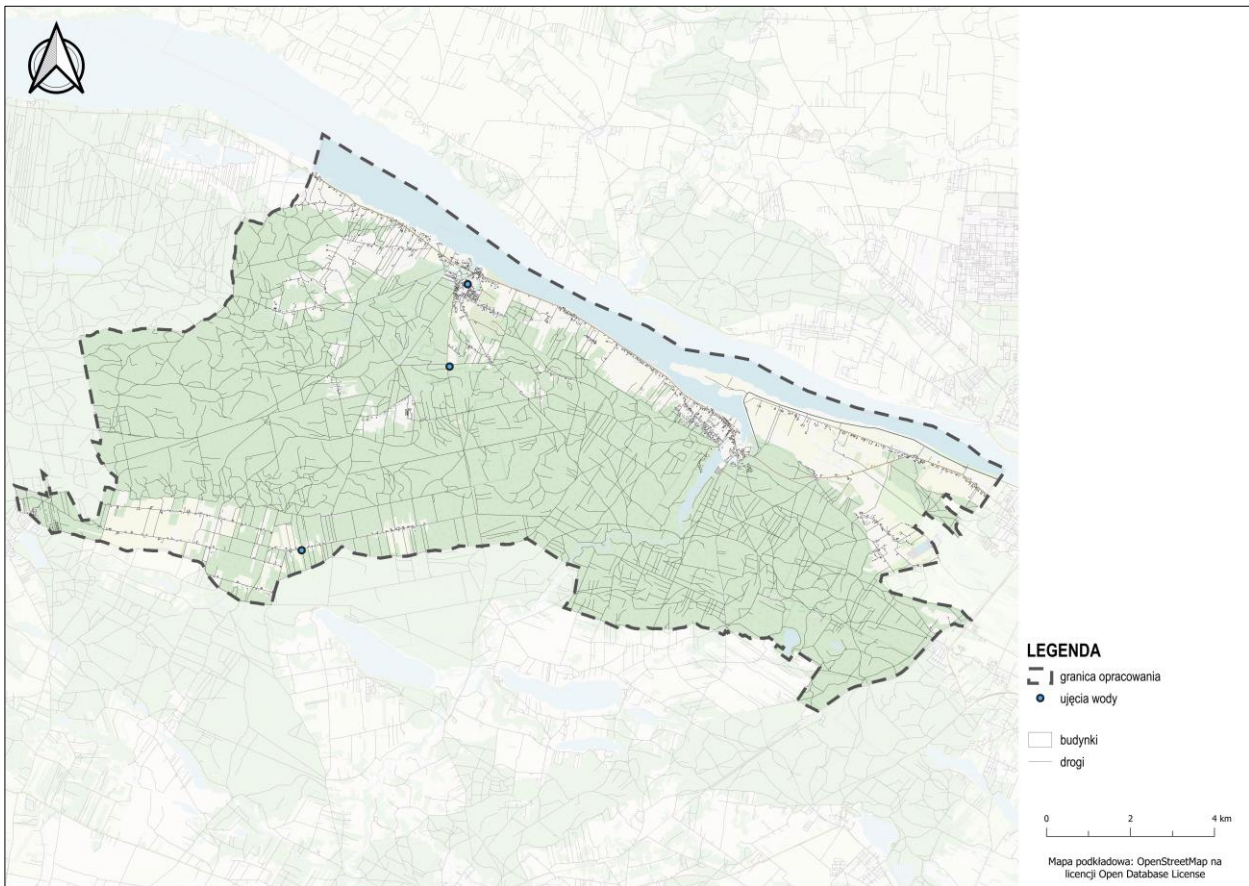 LEGENDA
granica opracowania
ujęcia wody
budynki
drogi
0 2 4 km
Mapa podkładowa: OpenStreetMap na
licencji Open Database License